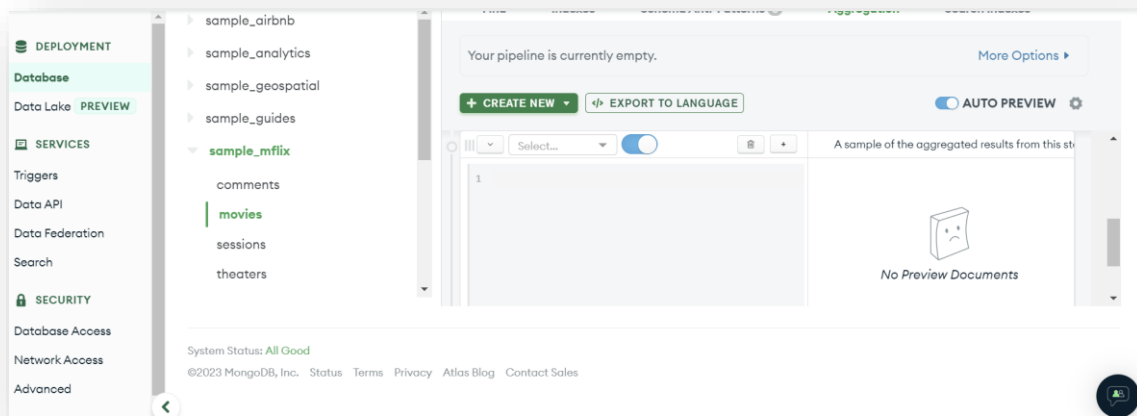 DEPLOYMENT
Database
Data Lake PREVIEW
SERVICES
Triggers
Data API
Data Federation
Search
SECURITY
Database Access
Network Access
Advanced
sample_airbnb
sample_analytics
sample_geospatial
sample_guides
sample_mflix
comments
movies
sessions
theaters
Aggregation
Your pipeline is currently empty.
More Options
+ CREATE NEW
</> EXPORT TO LANGUAGE
AUTO PREVIEW
Select...
A sample of the aggregated results from this st
1
No Preview Documents
System Status: All Good
©2023 MongoDB, Inc. Status Terms Privacy Atlas Blog Contact Sales